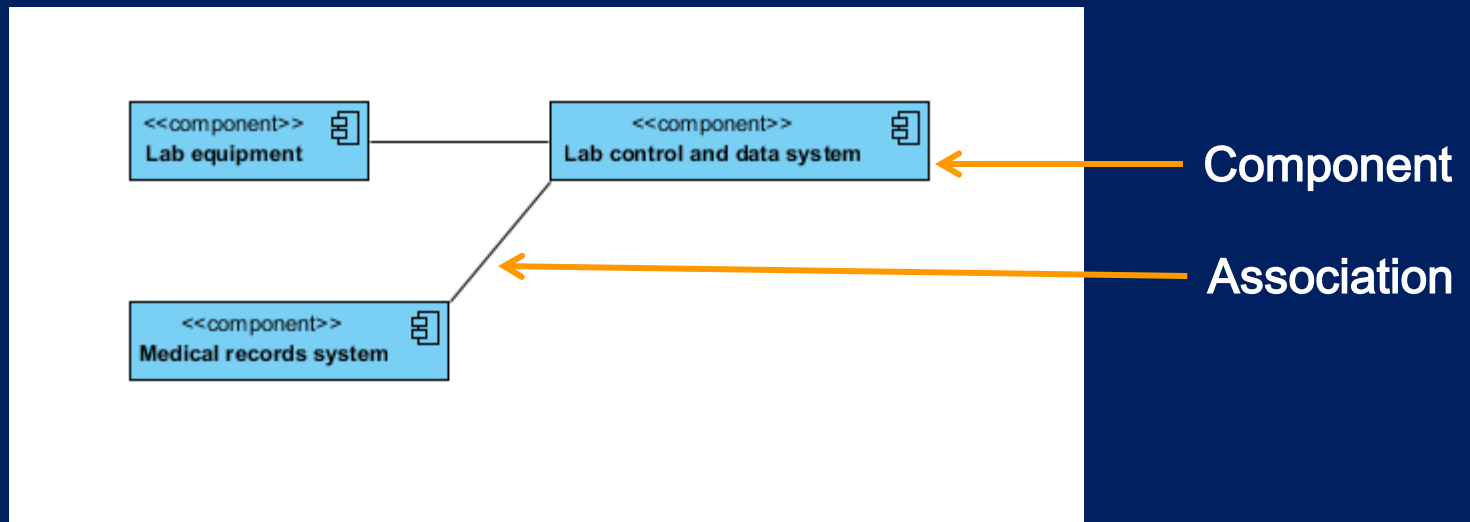 <<component>>
Lab equipment
<<component>>
Lab control and data system
Component
Association
<<component>>
Medical records system